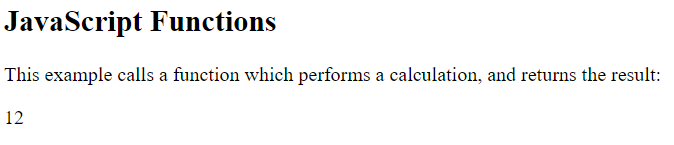 JavaScript Functions
This example calls a function which performs a calculation, and returns the result:
12